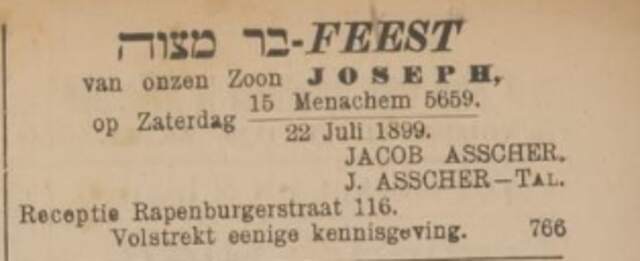 בר מצוה-FEEST
van onzen Zoon JOSEPH,
op Zaterdag 15 Menachem 5659.
22 Juli 1899.
JACOB ASSCHER.
J. ASSCHER—TAL.
Receptie Rapenburgerstraat 116.
Volstrekt eenige kennisgeving. 766